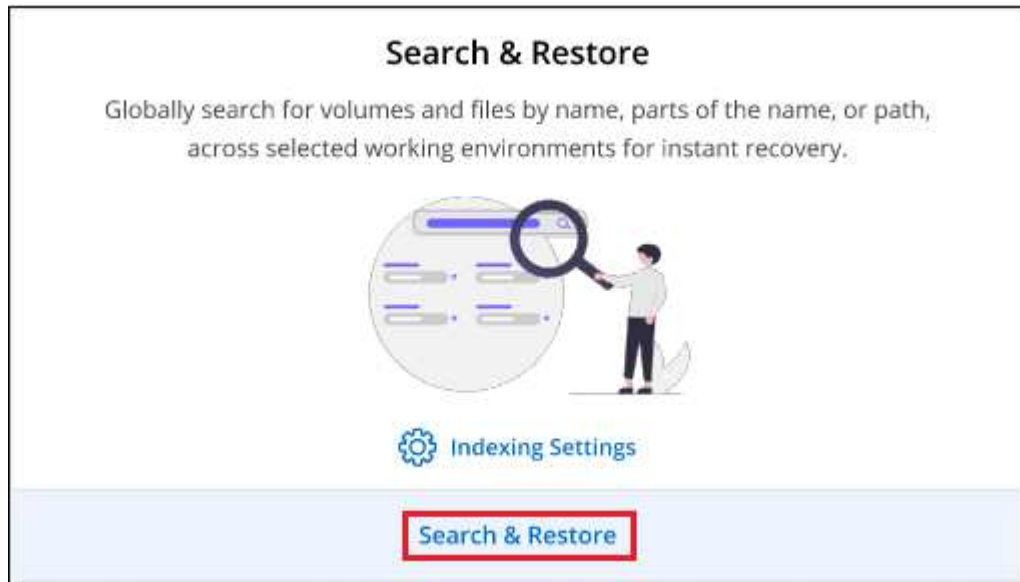 Search & Restore
Globally search for volumes and files by name, parts of the name, or path,
across selected working environments for instant recovery.
Indexing Settings
Search & Restore